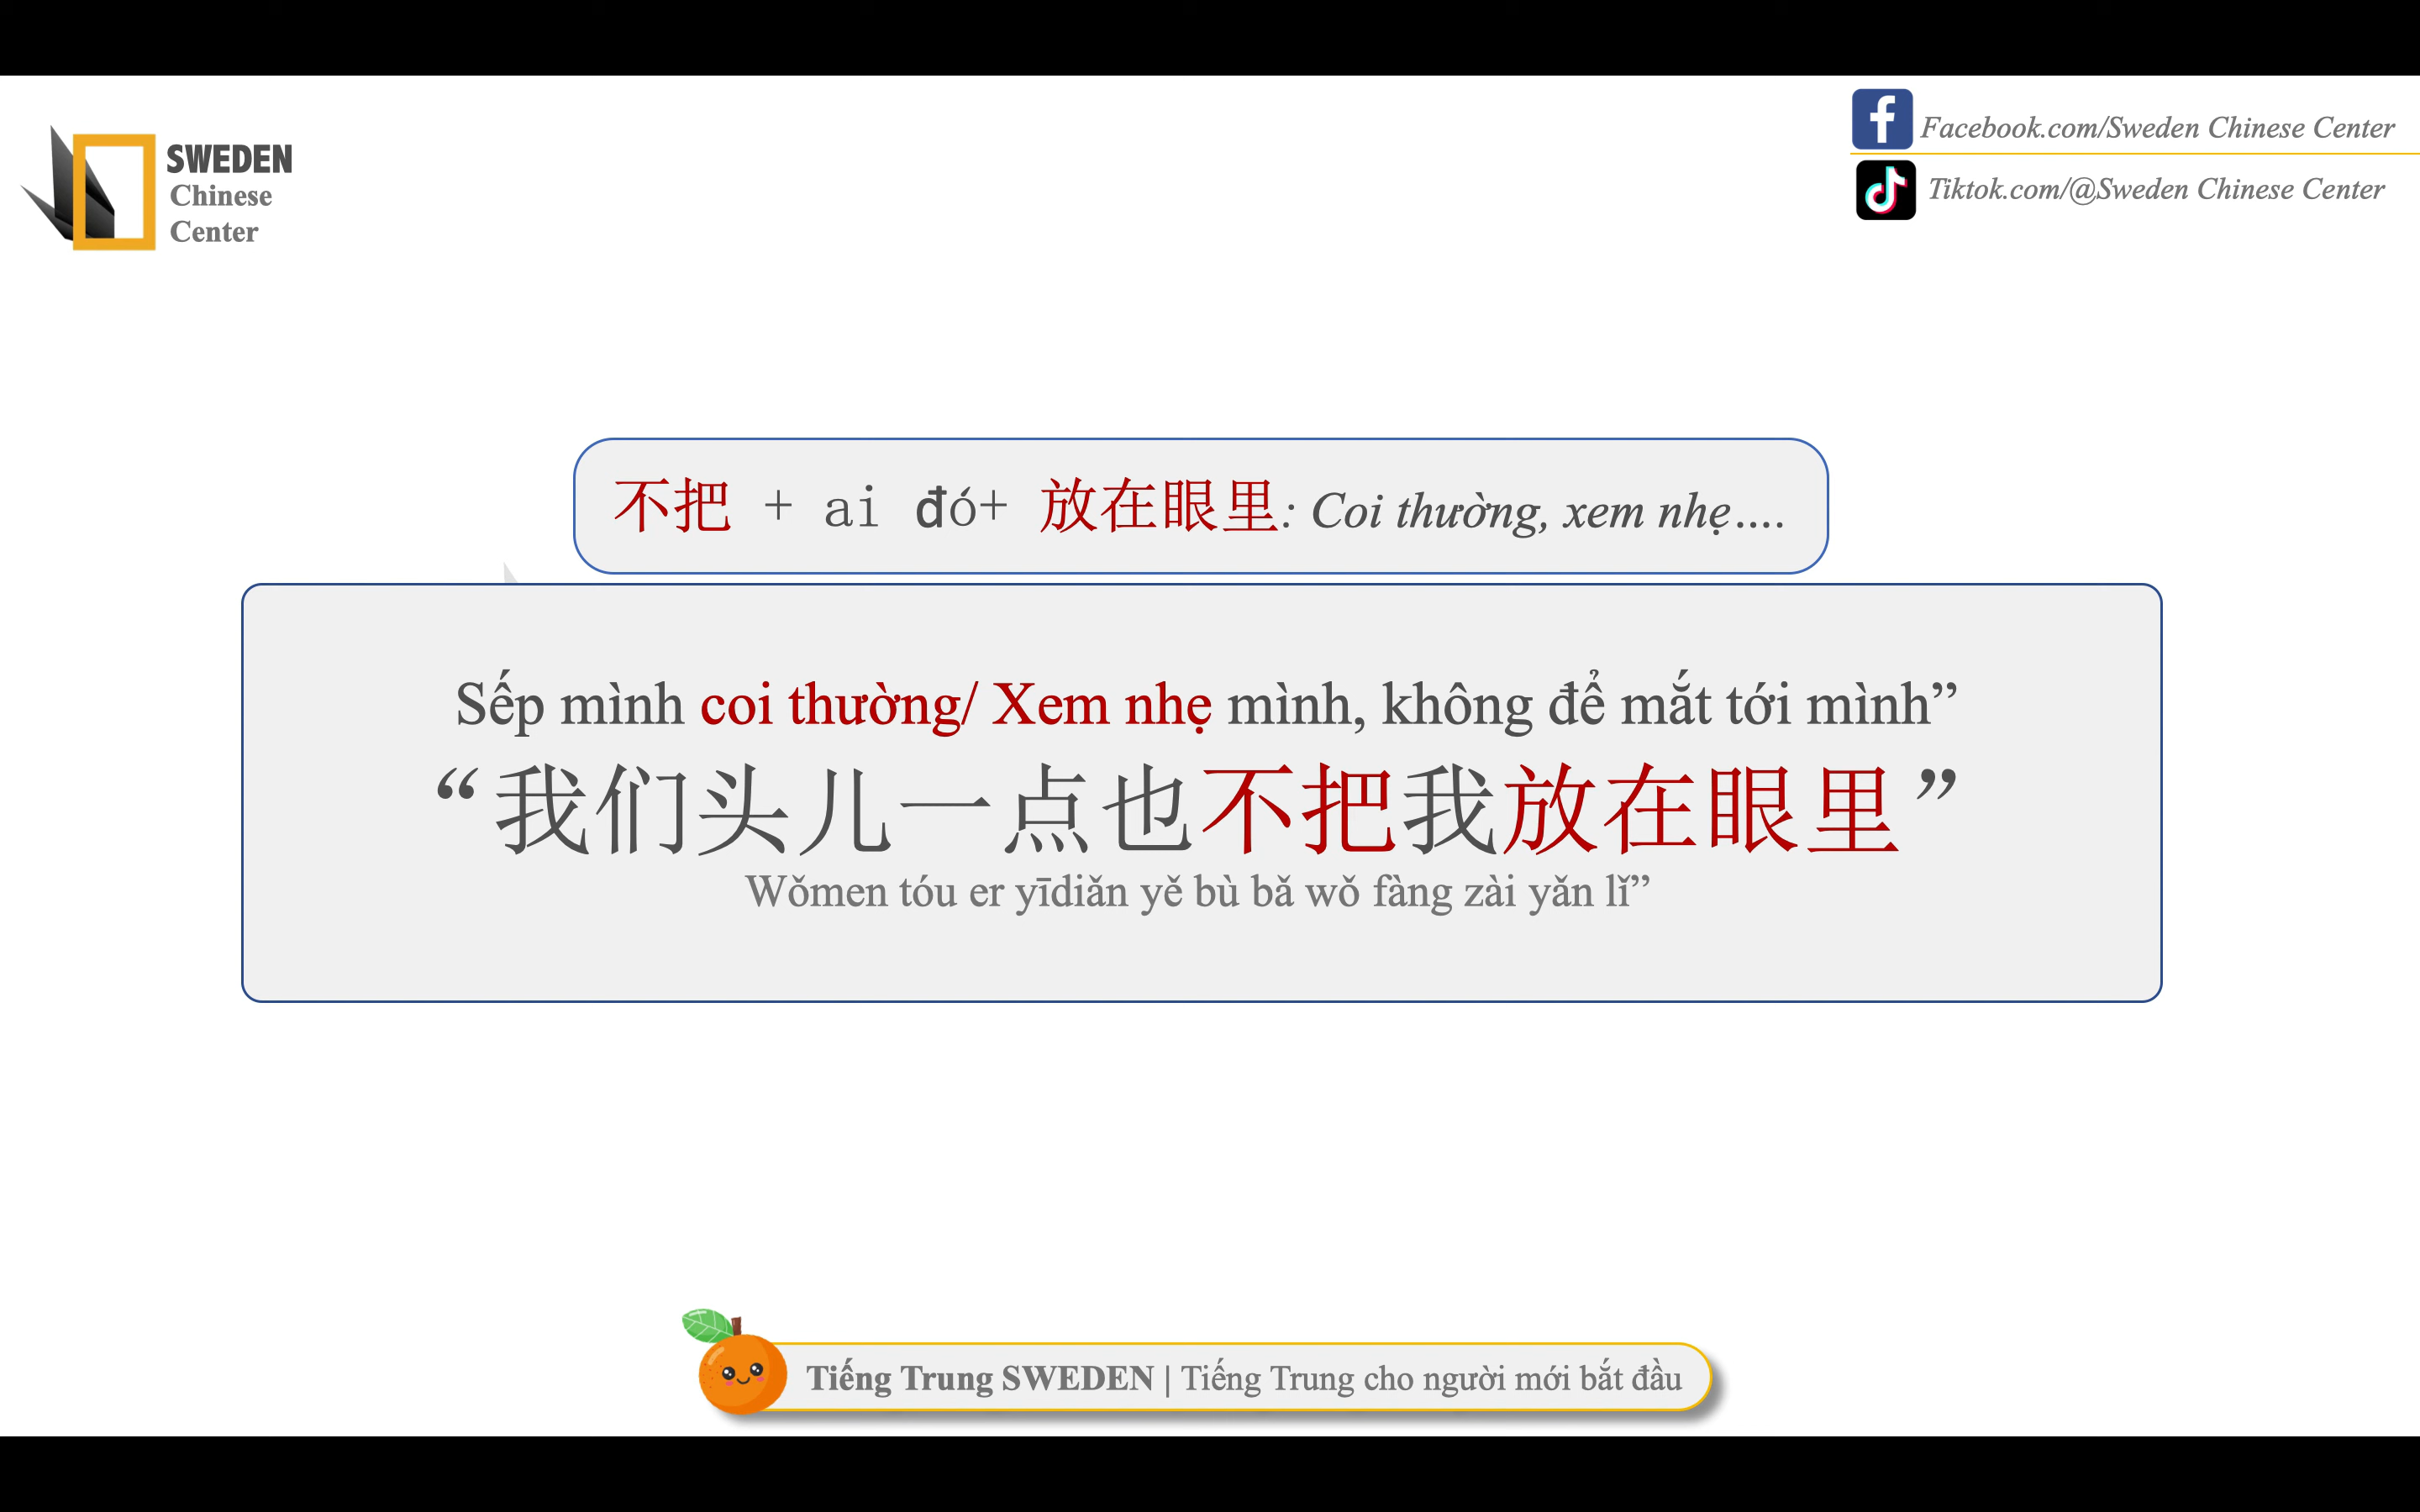 SWEDEN
Chinese
Center
Facebook.com/Sweden Chinese Center
Tiktok.com/@Sweden Chinese Center
不把 + ai đó+ 放在眼里: Coi thường, xem nhẹ....
Sếp mình coi thường/ Xem nhẹ mình, không để mắt tới mình”
“我们头儿一点也不把我放在眼里”
Wǒmen tóu er yīdiǎn yě bù bǎ wǒ fàng zài yǎn lǐ”
Tiếng Trung SWEDEN | Tiếng Trung cho người mới bắt đầu